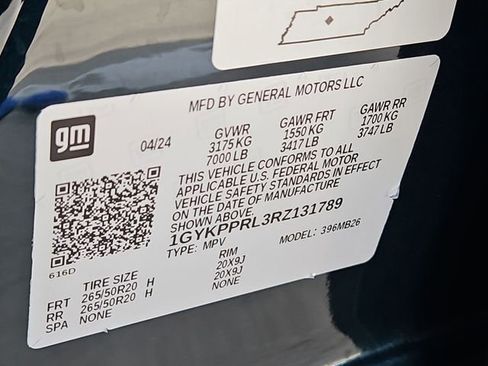 MFD BY GENERAL MOTORS LLC
gm
04/24
GVWR GAWR FRT GAWR RR
3175 KG 1550 KG 1700 KG
7000 LB 3417 LB 3747 LB
THIS VEHICLE CONFORMS TO ALL
APPLICABLE U.S. FEDERAL MOTOR
VEHICLE SAFETY STANDARDS IN EFFECT
ON THE DATE OF MANUFACTURE
SHOWN ABOVE.
1GYKPPRL3RZ131789
TYPE: MPV MODEL: 396MB26
616D
TIRE SIZE RIM
FRT 265/50R20 H 20X9J
RR 265/50R20 H 20X9J
SPA NONE NONE